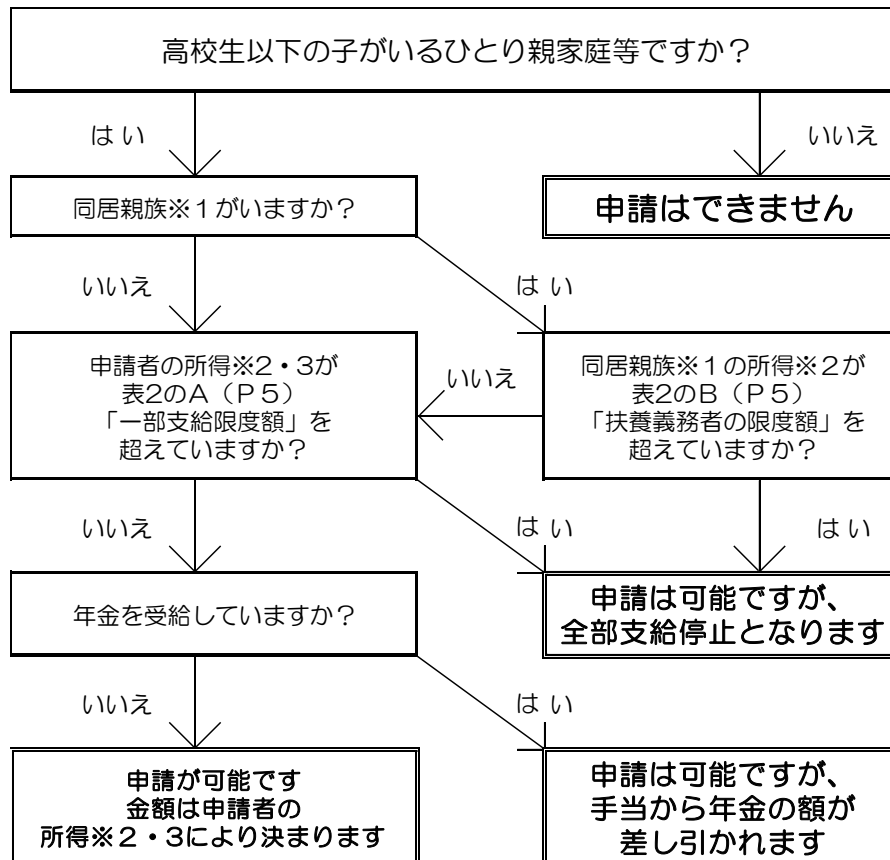 高校生以下の子がいるひとり親家庭等ですか？
はい
いいえ
同居親族※１がいますか？
申請はできません
いいえ
はい
申請者の所得※２・３が
表２のＡ（Ｐ５）
「一部支給限度額」を
超えていますか？
いいえ
同居親族※１の所得※２が
表２のＢ（Ｐ５）
「扶養義務者の限度額」を
超えていますか？
いいえ
はい
はい
年金を受給していますか？
申請は可能ですが、
全部支給停止となります
いいえ
はい
申請が可能です
金額は申請者の
所得※２・３により決まります
申請は可能ですが、
手当から年金の額が
差し引かれます